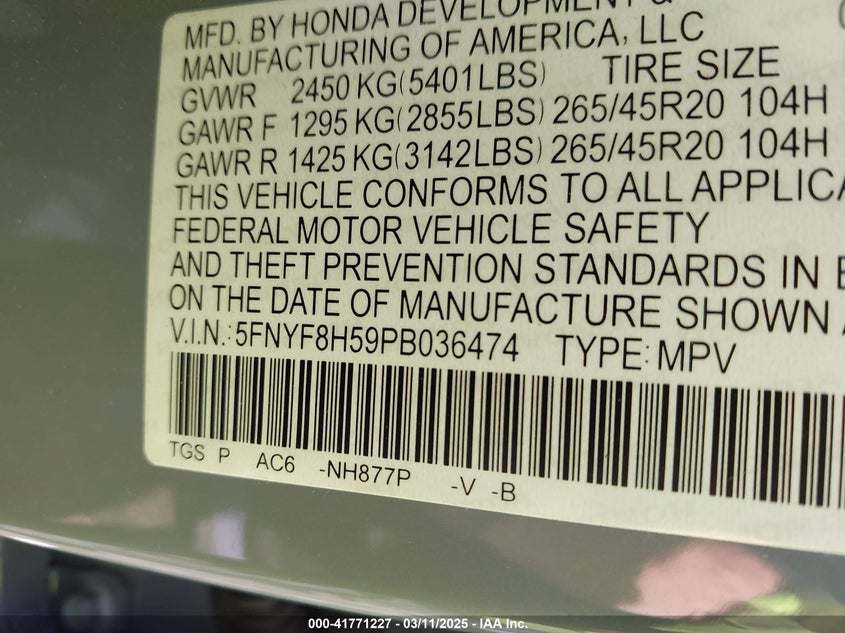 MFD. BY HONDA DEVELOPMENT &
MANUFACTURING OF AMERICA, LLC
GVWR 2450 KG(5401LBS) TIRE SIZE
GAWR F 1295 KG(2855LBS) 265/45R20 104H
GAWR R 1425 KG(3142LBS) 265/45R20 104H
THIS VEHICLE CONFORMS TO ALL APPLICA
FEDERAL MOTOR VEHICLE SAFETY
AND THEFT PREVENTION STANDARDS IN E
ON THE DATE OF MANUFACTURE SHOWN A
V.I.N.: 5FNYF8H59PB036474 TYPE: MPV
TGS P AC6 -NH877P -V -B
000-41771227 - 03/11/2025 - IAA Inc.